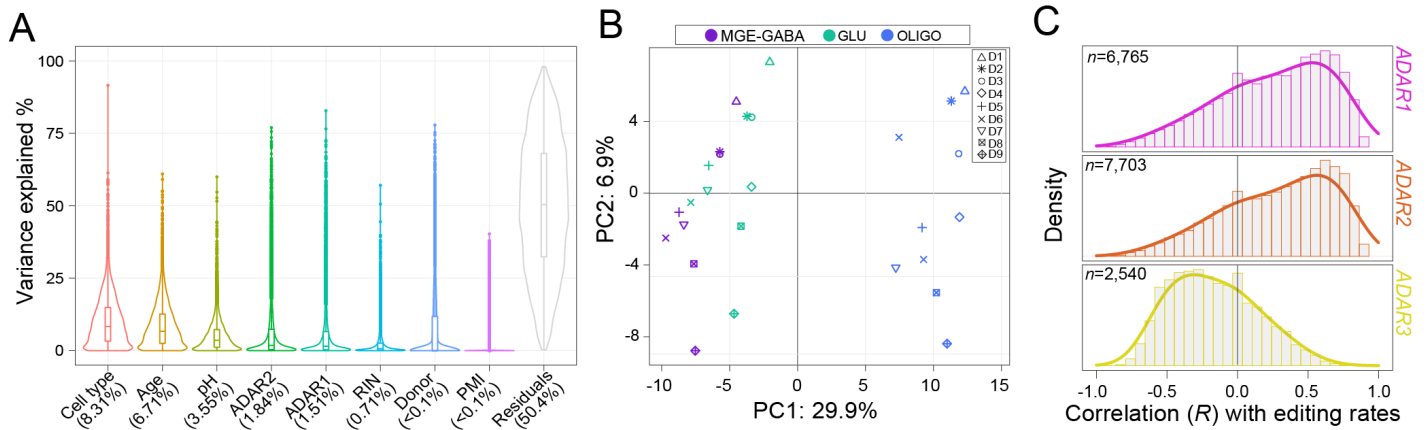 A
Variance explained %
100
75
50
25
0
Cell type
(8.31%)
Age
(6.71%)
pH
(3.55%)
ADAR2
(1.84%)
ADAR1
(1.51%)
RIN
(0.71%)
Donor
(<0.1%)
PMI
(<0.1%)
Residuals
(50.4%)
B
MGE-GABA GLU OLIGO
D1
D2
D3
D4
D5
D6
D7
D8
D9
PC2: 6.9%
4
0
-4
-8
-10 -5 0 5 10 15
PC1: 29.9%
C
Density
n=6,765
ADAR1
n=7,703
ADAR2
n=2,540
ADAR3
-1.0 -0.5 0.0 0.5 1.0
Correlation (R) with editing rates